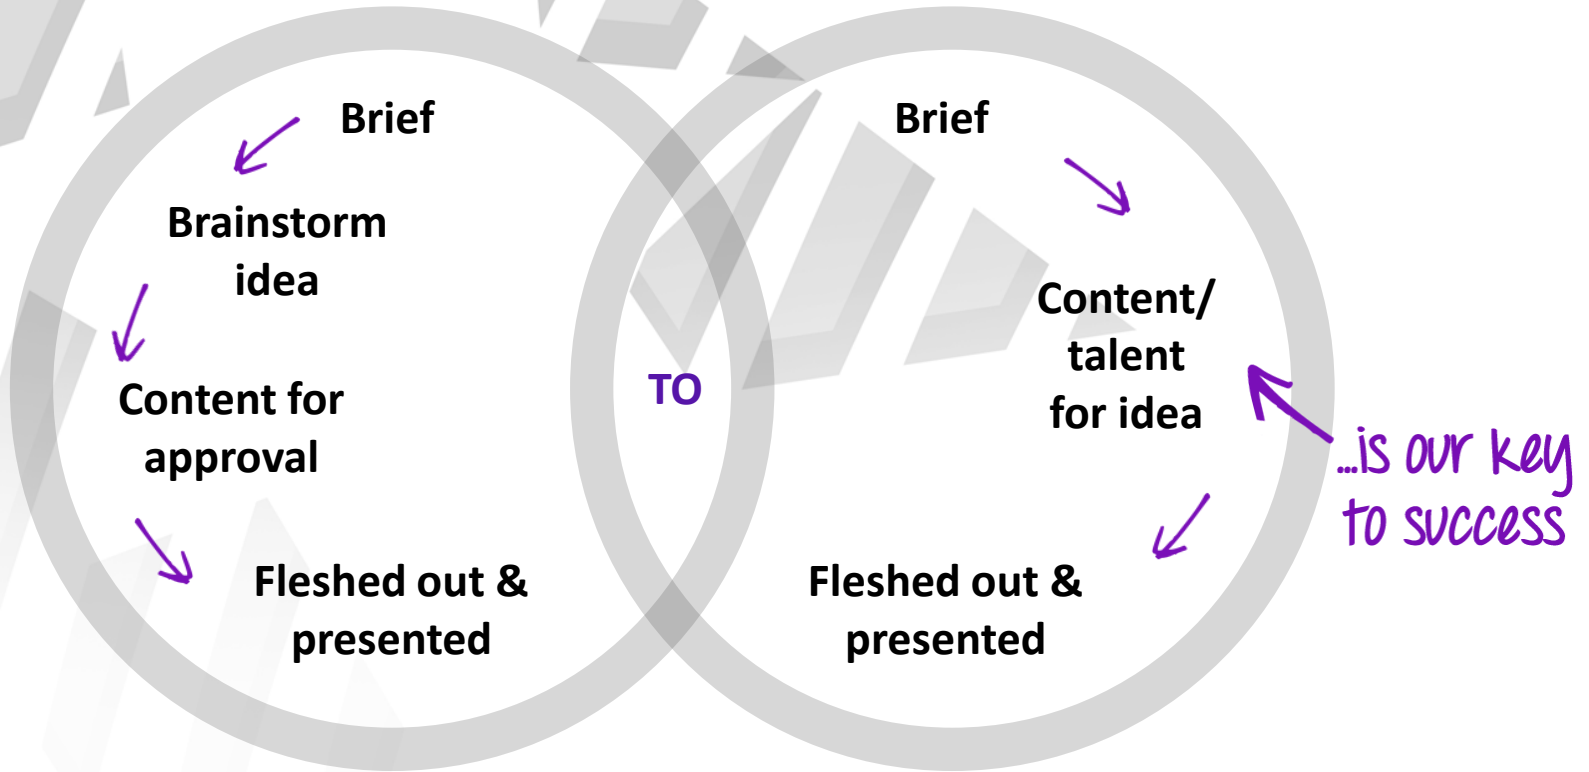 Brief
Brainstorm
idea
Content for
approval
Fleshed out &
presented
TO
Brief
Content/
talent
for idea
Fleshed out &
presented
...is our key
to success